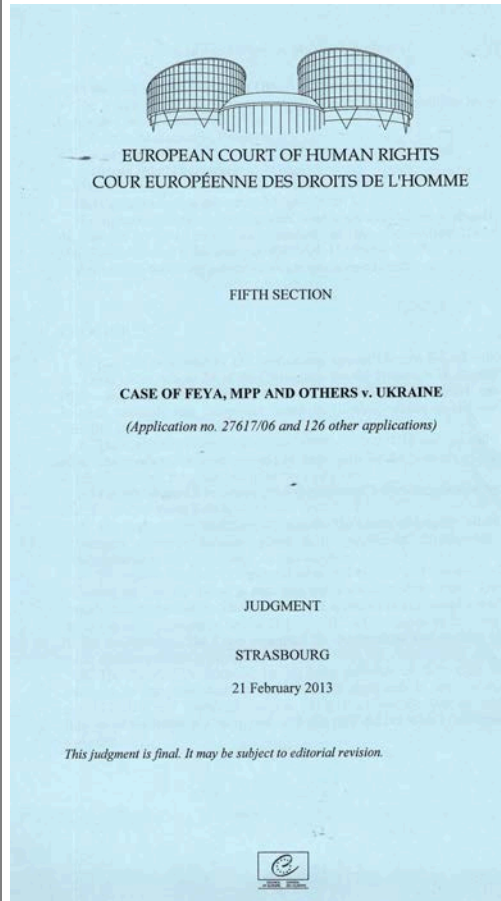 EUROPEAN COURT OF HUMAN RIGHTS
COUR EUROPÉENNE DES DROITS DE L'HOMME
FIFTH SECTION
CASE OF FEYA, MPP AND OTHERS v. UKRAINE
(Application no. 27617/06 and 126 other applications)
JUDGMENT
STRASBOURG
21 February 2013
This judgment is final. It may be subject to editorial revision.